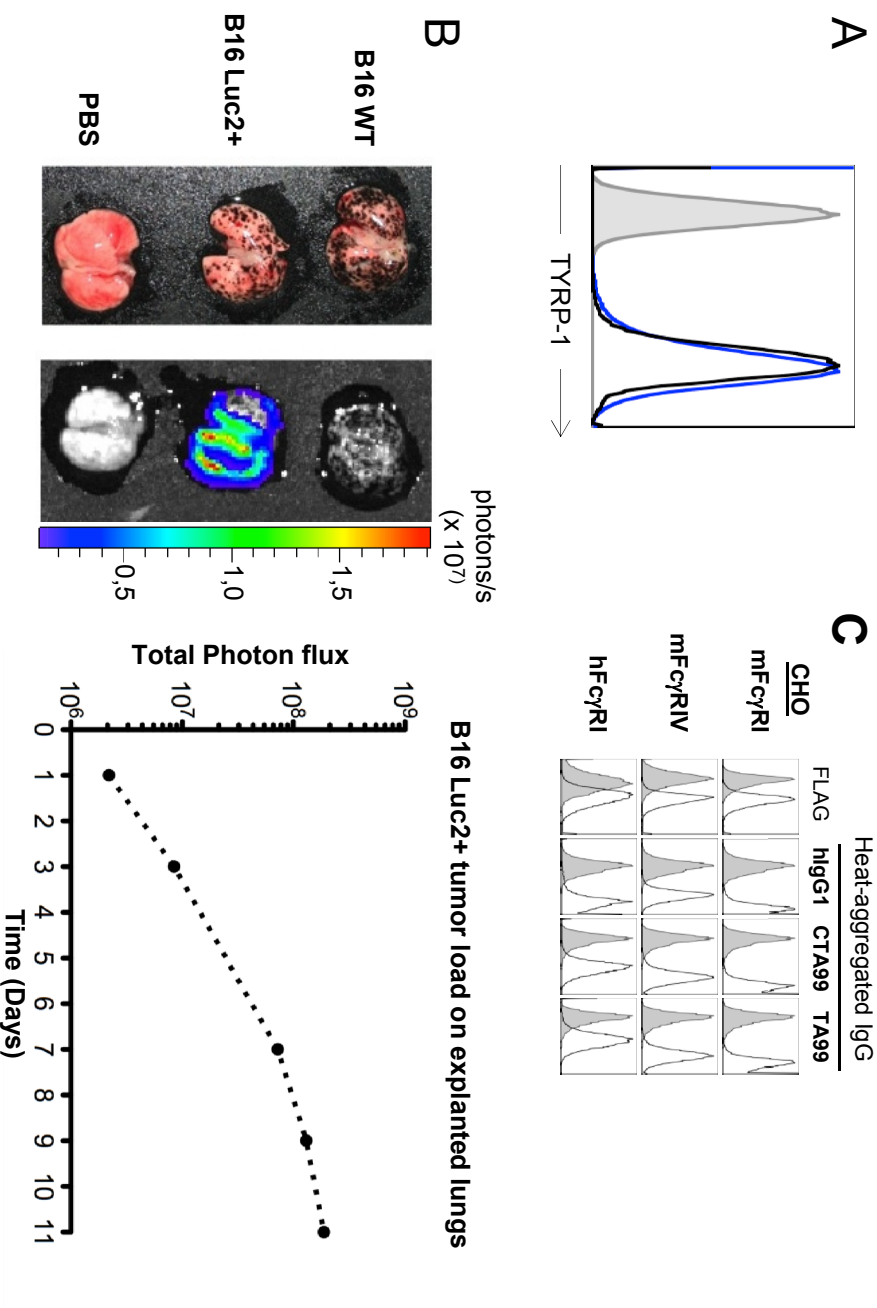 A
TYRP-1
B
B16 WT
B16 Luc2+
PBS
photons/s
(x 10⁷)
0,5
1,0
1,5
B16 Luc2+ tumor load on explanted lungs
Total Photon flux
10⁹
10⁸
10⁷
10⁶
0 1 2 3 4 5 6 7 8 9 10 11
Time (Days)
C
Heat-aggregated IgG
CHO
FLAG hIgG1 CTA99 TA99
mFcγRI
mFcγRIV
hFcγRI